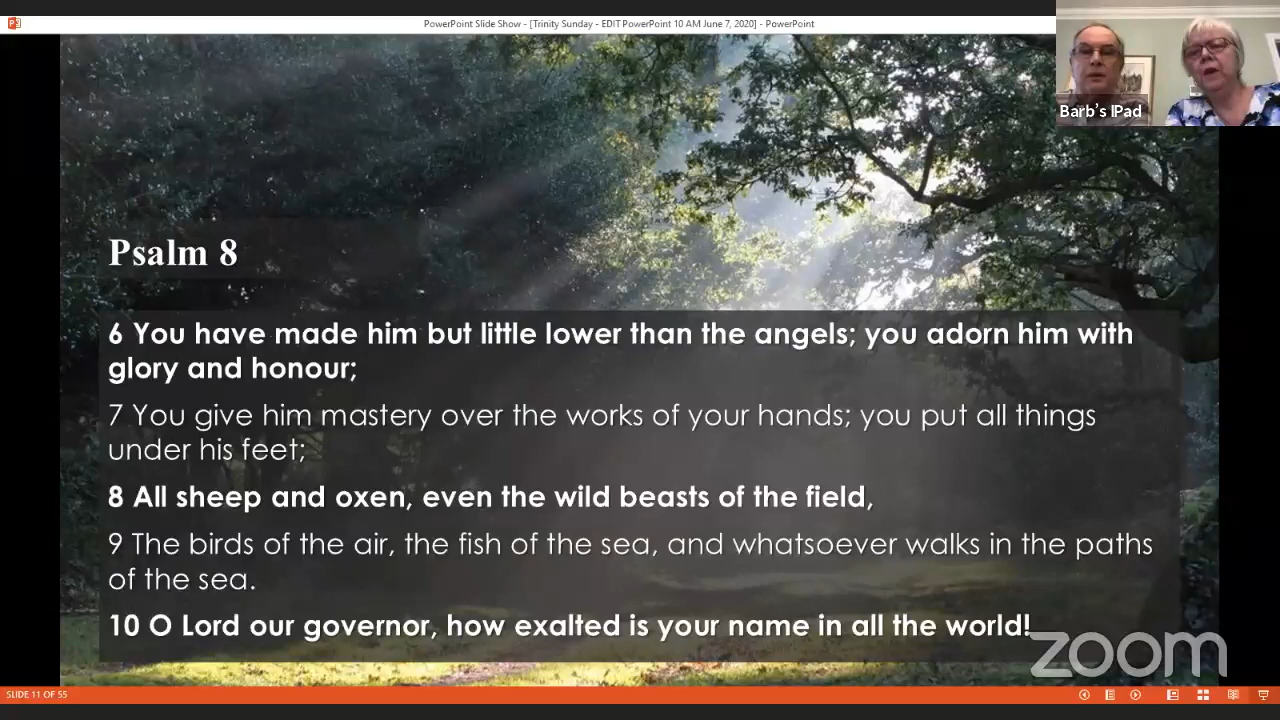 PowerPoint Slide Show - [Trinity Sunday - EDIT PowerPoint 10 AM June 7, 2020] - PowerPoint
Barb's IPad
Psalm 8
6 You have made him but little lower than the angels; you adorn him with
glory and honour;
7 You give him mastery over the works of your hands; you put all things
under his feet;
8 All sheep and oxen, even the wild beasts of the field,
9 The birds of the air, the fish of the sea, and whatsoever walks in the paths
of the sea.
10 O Lord our governor, how exalted is your name in all the world!
zoom
SLIDE 11 OF 55